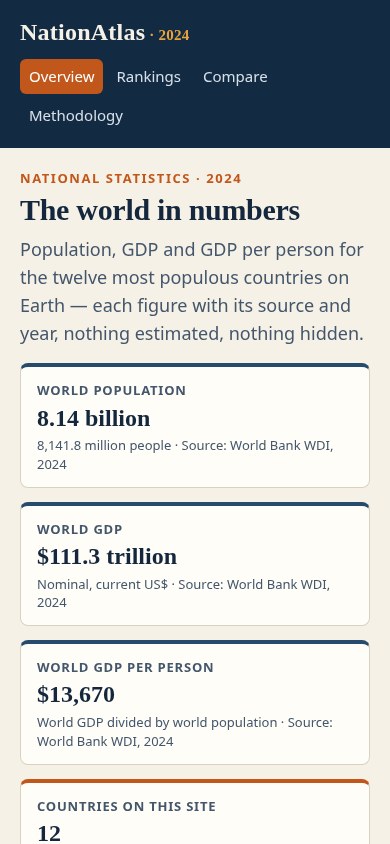 NationAtlas · 2024
Overview Rankings Compare
Methodology
NATIONAL STATISTICS · 2024
The world in numbers
Population, GDP and GDP per person for
the twelve most populous countries on
Earth — each figure with its source and
year, nothing estimated, nothing hidden.
WORLD POPULATION
8.14 billion
8,141.8 million people · Source: World Bank WDI,
2024
WORLD GDP
$111.3 trillion
Nominal, current US$ · Source: World Bank WDI,
2024
WORLD GDP PER PERSON
$13,670
World GDP divided by world population · Source:
World Bank WDI, 2024
COUNTRIES ON THIS SITE
12